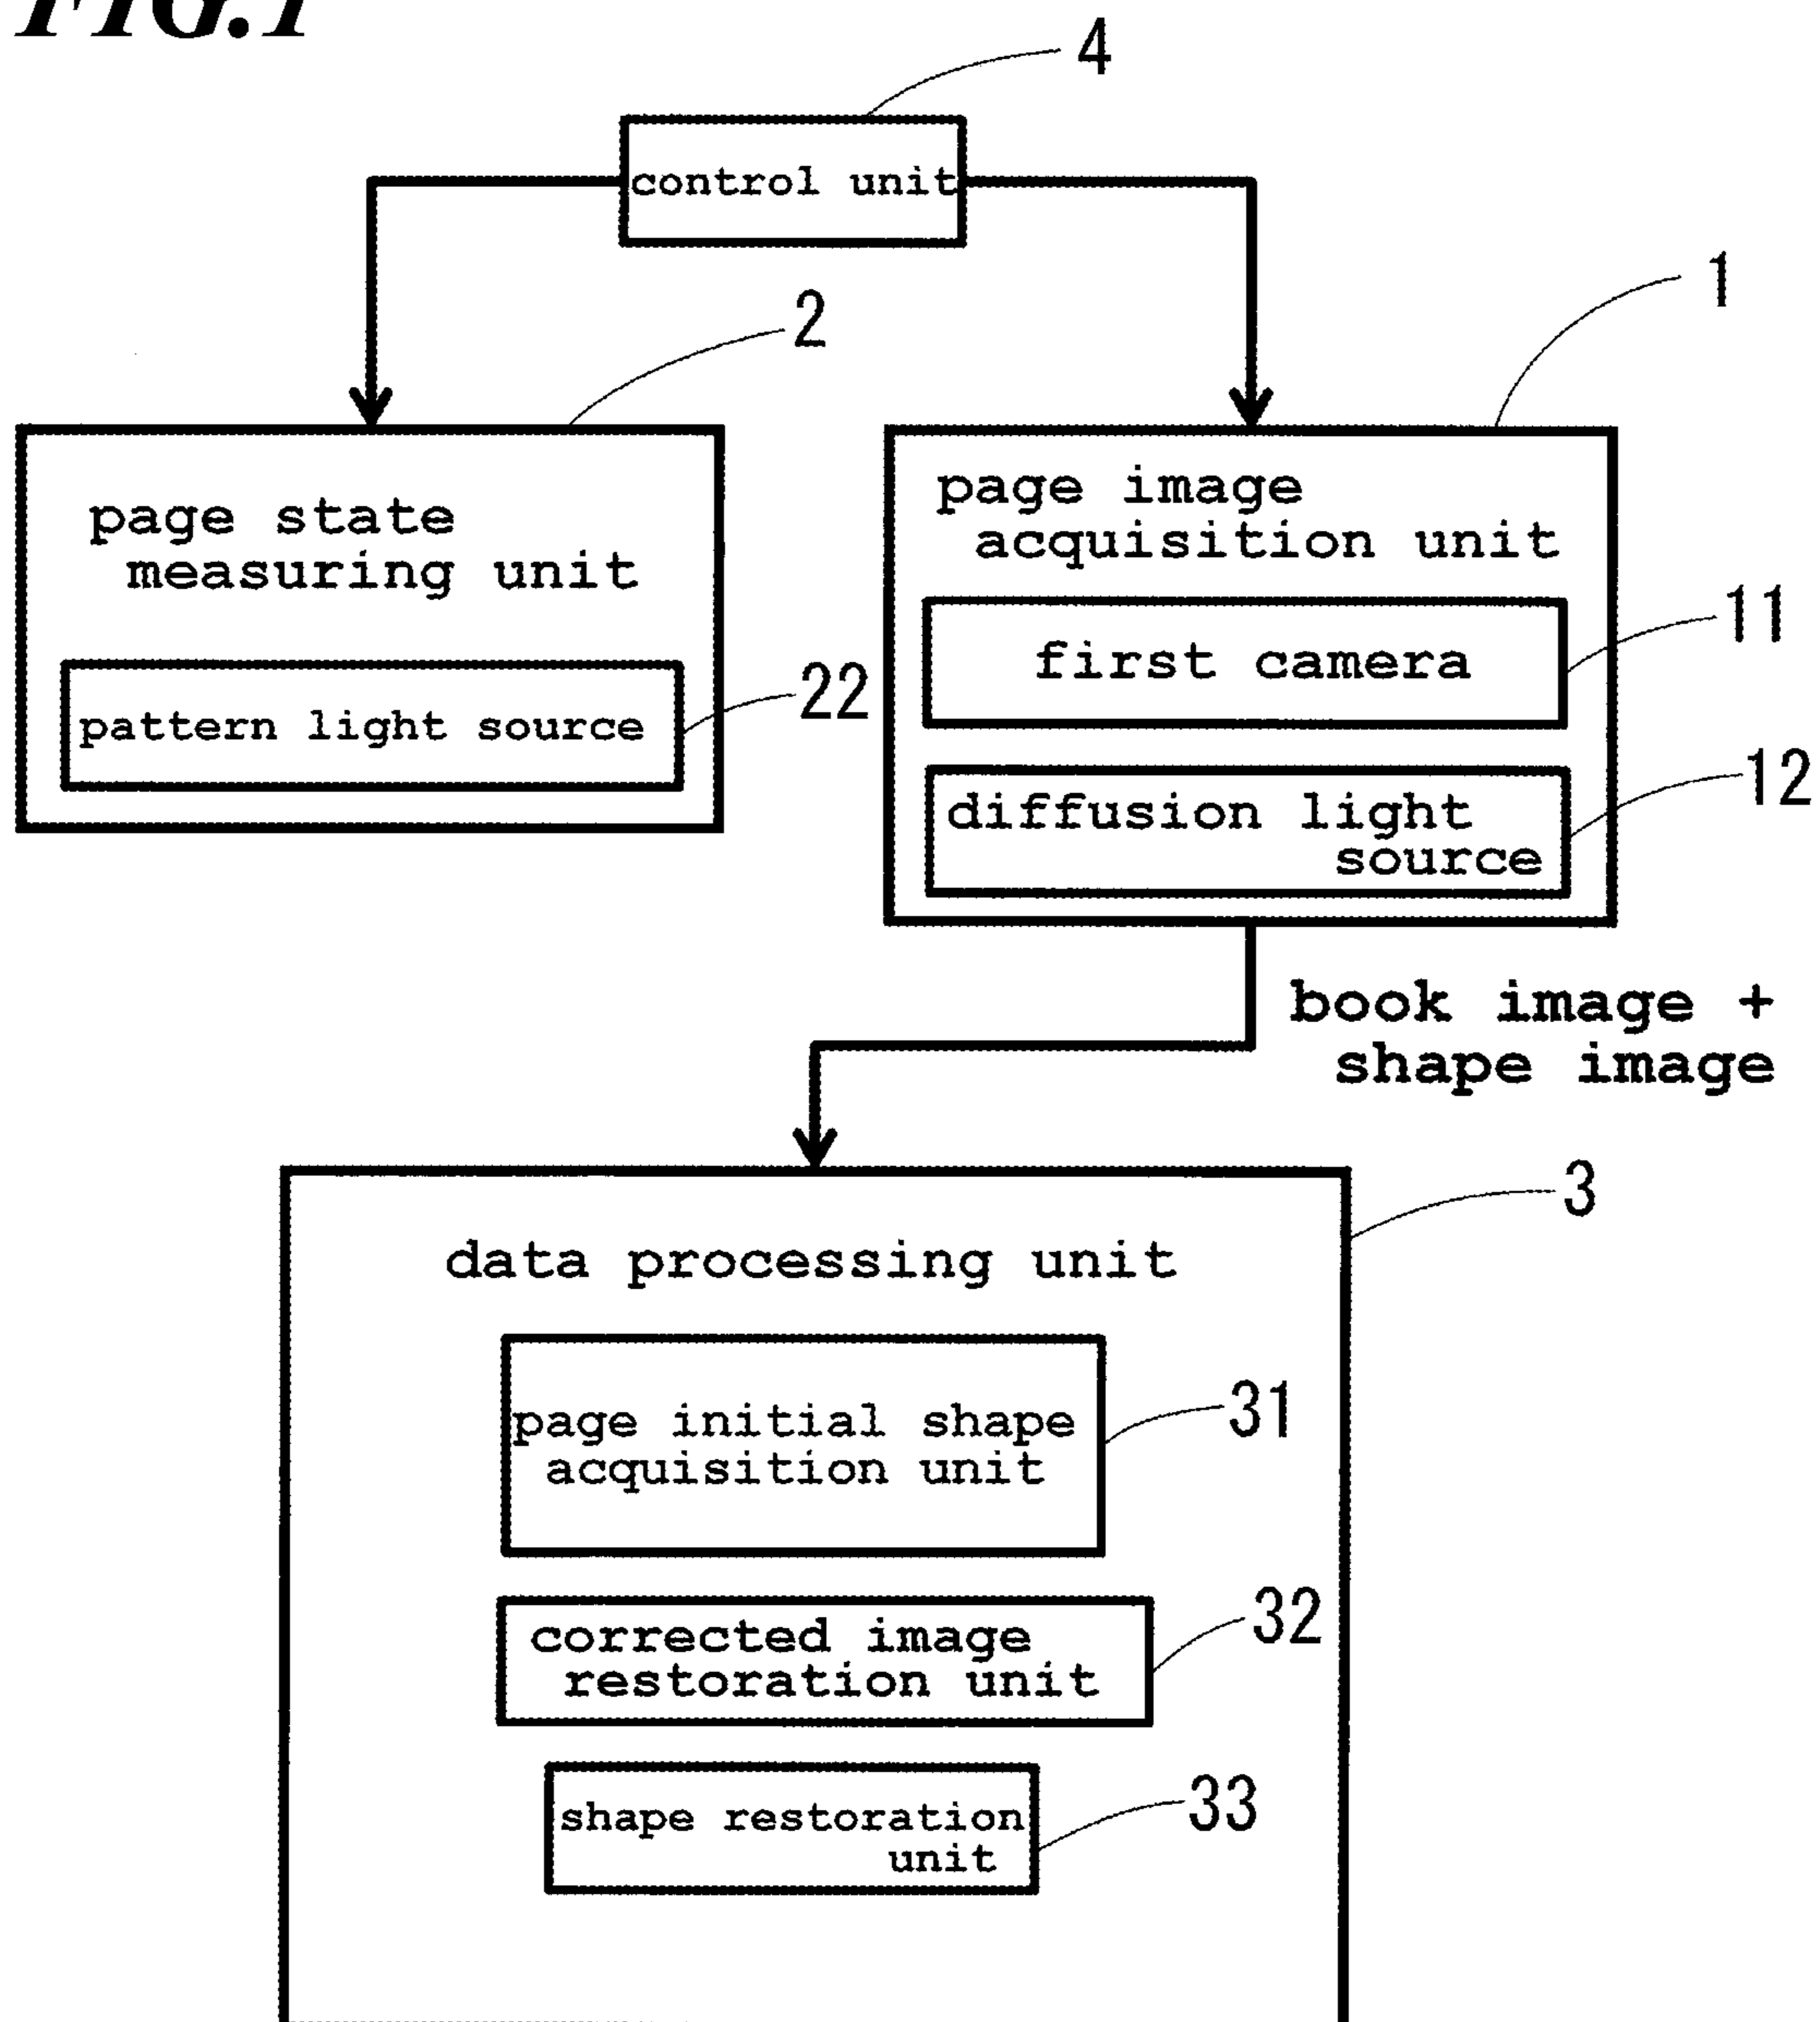 FIG.1
4
control unit
1
2
page state
measuring unit
22
pattern light source
page image
acquisition unit
11
first camera
12
diffusion light
source
book image +
shape image
3
data processing unit
31
page initial shape
acquisition unit
32
corrected image
restoration unit
33
shape restoration
unit